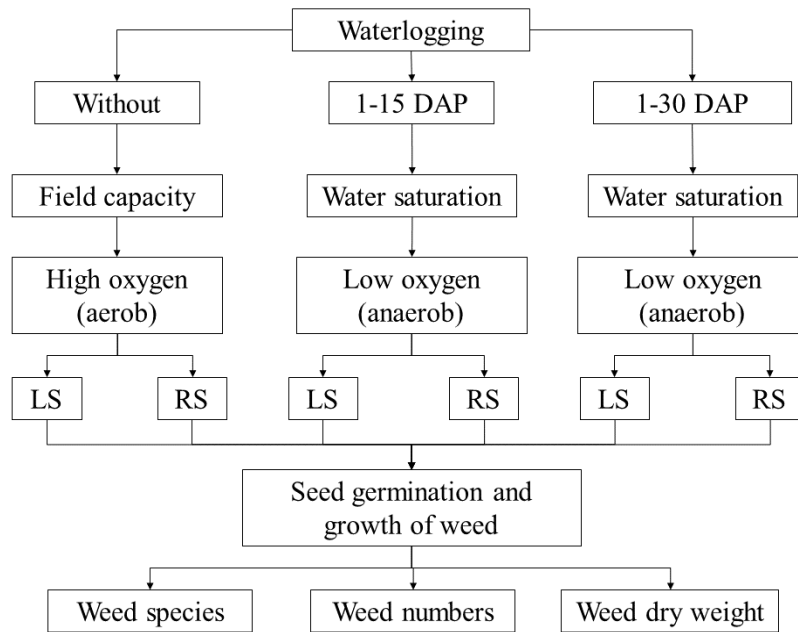 Waterlogging
Without
1-15 DAP
1-30 DAP
Field capacity
Water saturation
Water saturation
High oxygen
(aerob)
Low oxygen
(anaerob)
Low oxygen
(anaerob)
LS
RS
LS
RS
LS
RS
Seed germination and
growth of weed
Weed species
Weed numbers
Weed dry weight